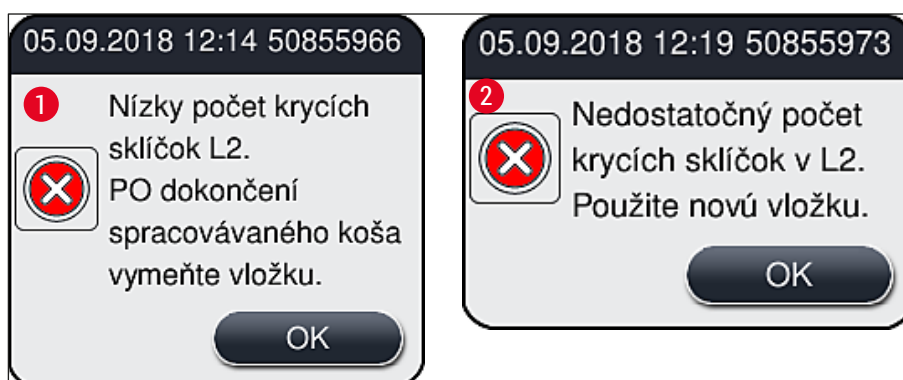 05.09.2018 12:14 50855966
1
Nízky počet krycích
sklíčok L2.
PO dokončení
spracovávaného koša
vymeňte vložku.
OK
05.09.2018 12:19 50855973
2
Nedostatočný počet
krycích sklíčok v L2.
Použite novú vložku.
OK